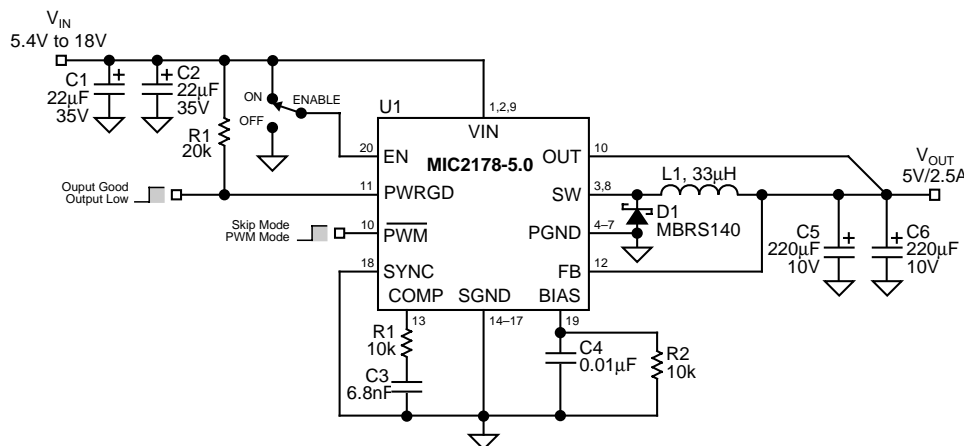 VIN
5.4V to 18V
C1
22µF
35V
C2
22µF
35V
R1
20k
ON
ENABLE
OFF
U1
1,2,9
VIN
MIC2178-5.0
20
EN
OUT
10
11
PWRGD
SW
3,8
L1, 33µH
VOUT
5V/2.5A
Ouput Good
Output Low
10
PWM
PGND
4–7
D1
MBRS140
Skip Mode
PWM Mode
C5
220µF
10V
C6
220µF
10V
18
SYNC
FB
12
COMP
SGND
BIAS
13
14–17
19
R1
10k
C3
6.8nF
C4
0.01µF
R2
10k